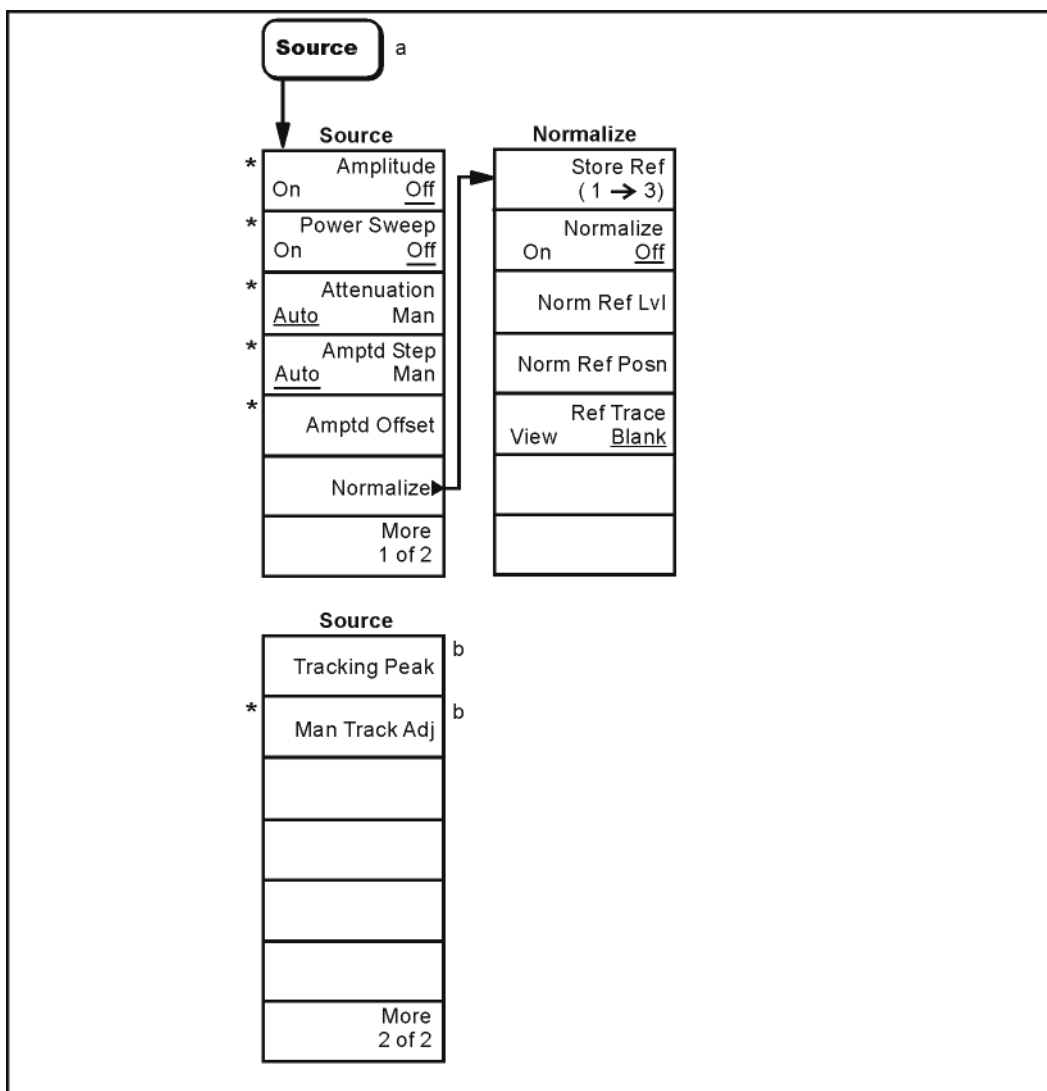 Source a
Source
* Amplitude
On Off
* Power Sweep
On Off
* Attenuation
Auto Man
* Amptd Step
Auto Man
* Amptd Offset
Normalize
More
1 of 2
Normalize
Store Ref
( 1 → 3)
Normalize
On Off
Norm Ref Lvl
Norm Ref Posn
Ref Trace
View Blank
Source
Tracking Peak b
* Man Track Adj b
More
2 of 2